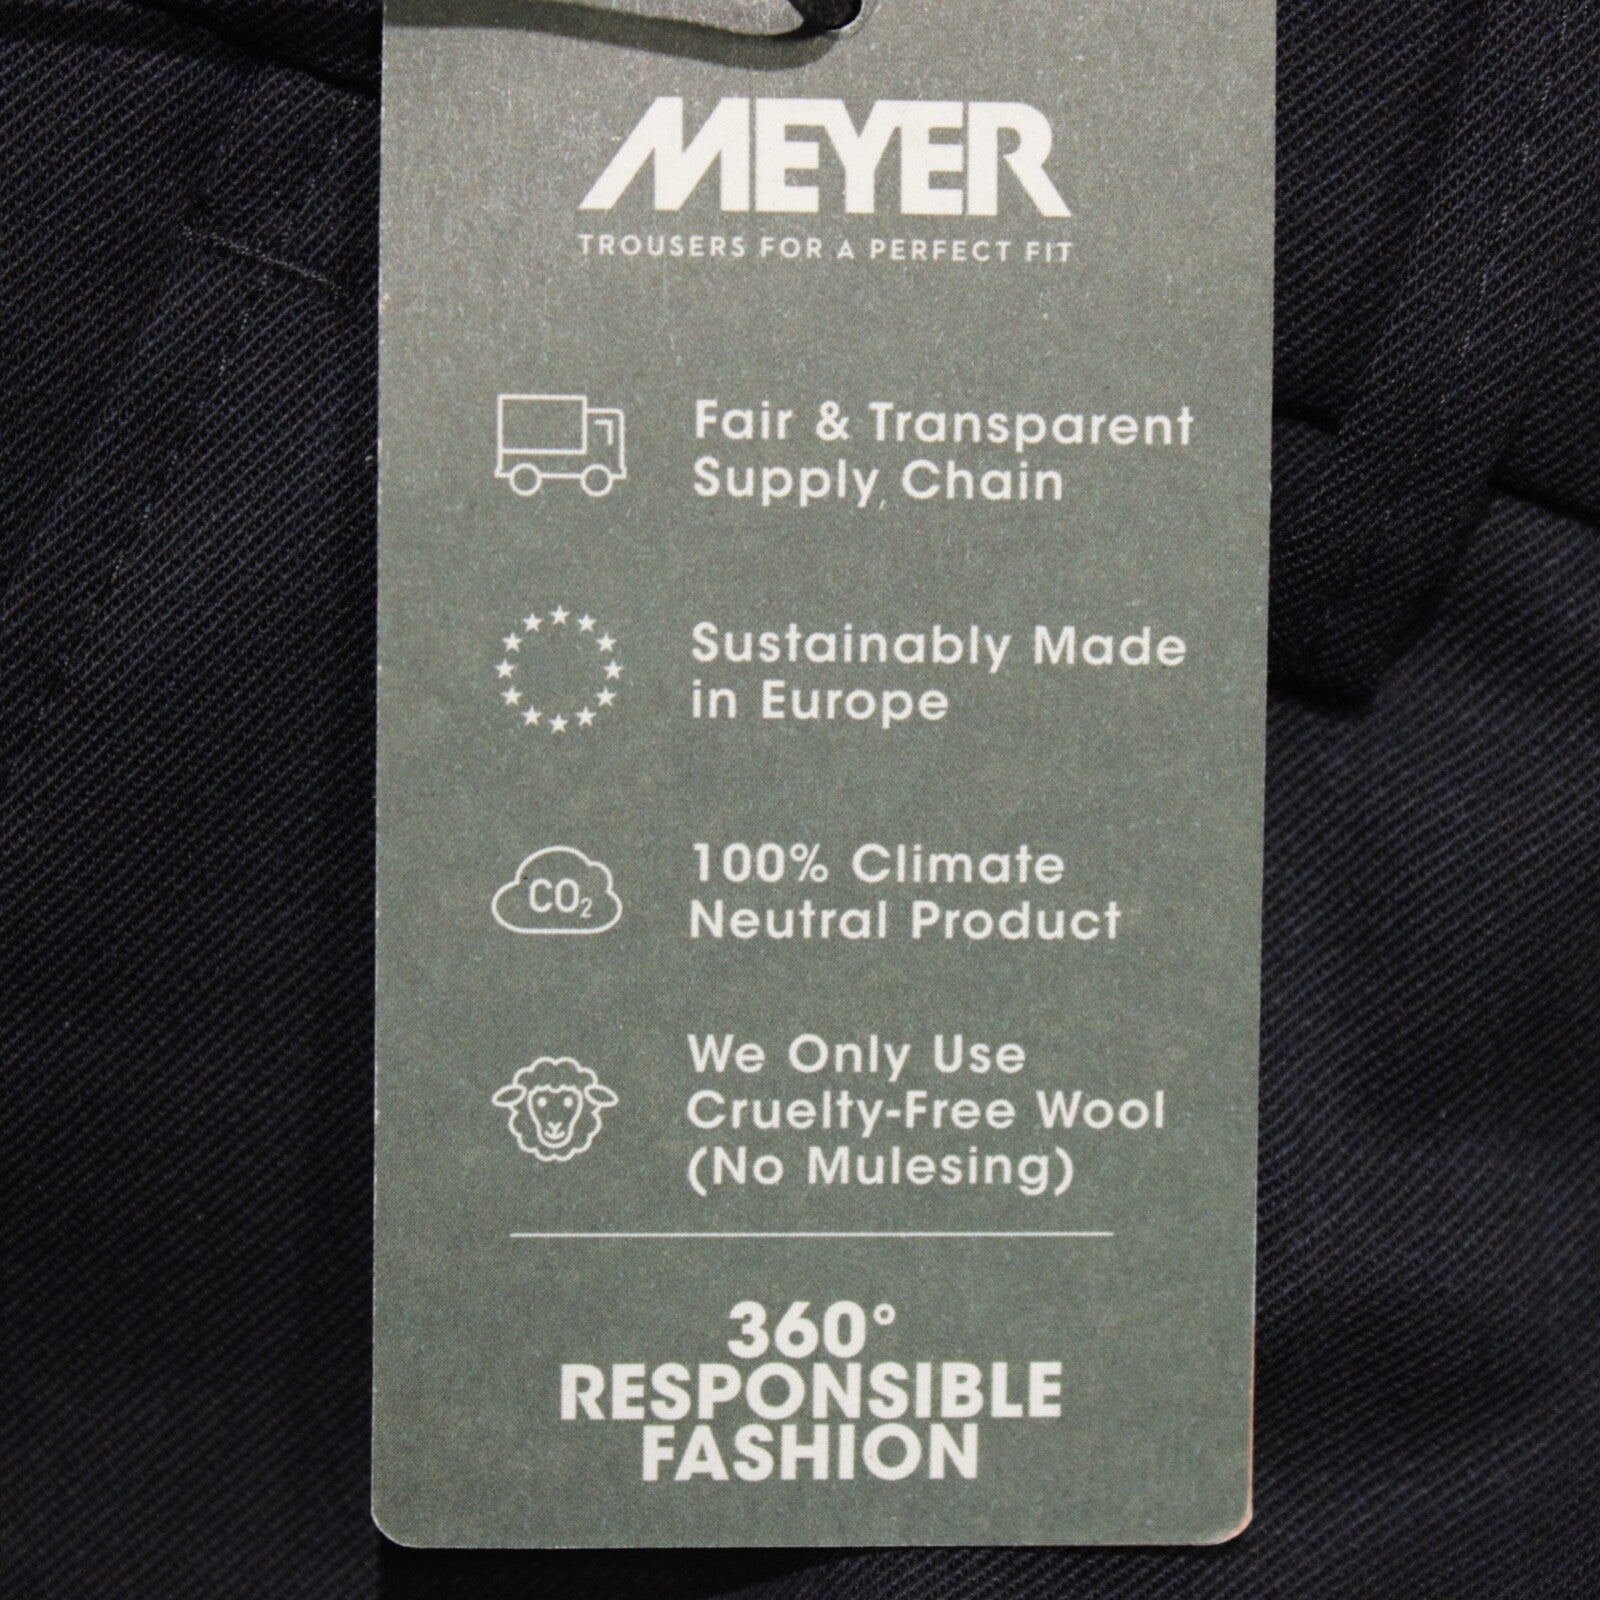 MEYER
TROUSERS FOR A PERFECT FIT
Fair & Transparent
Supply Chain
Sustainably Made
in Europe
CO₂
100% Climate
Neutral Product
We Only Use
Cruelty-Free Wool
(No Mulesing)
360°
RESPONSIBLE
FASHION